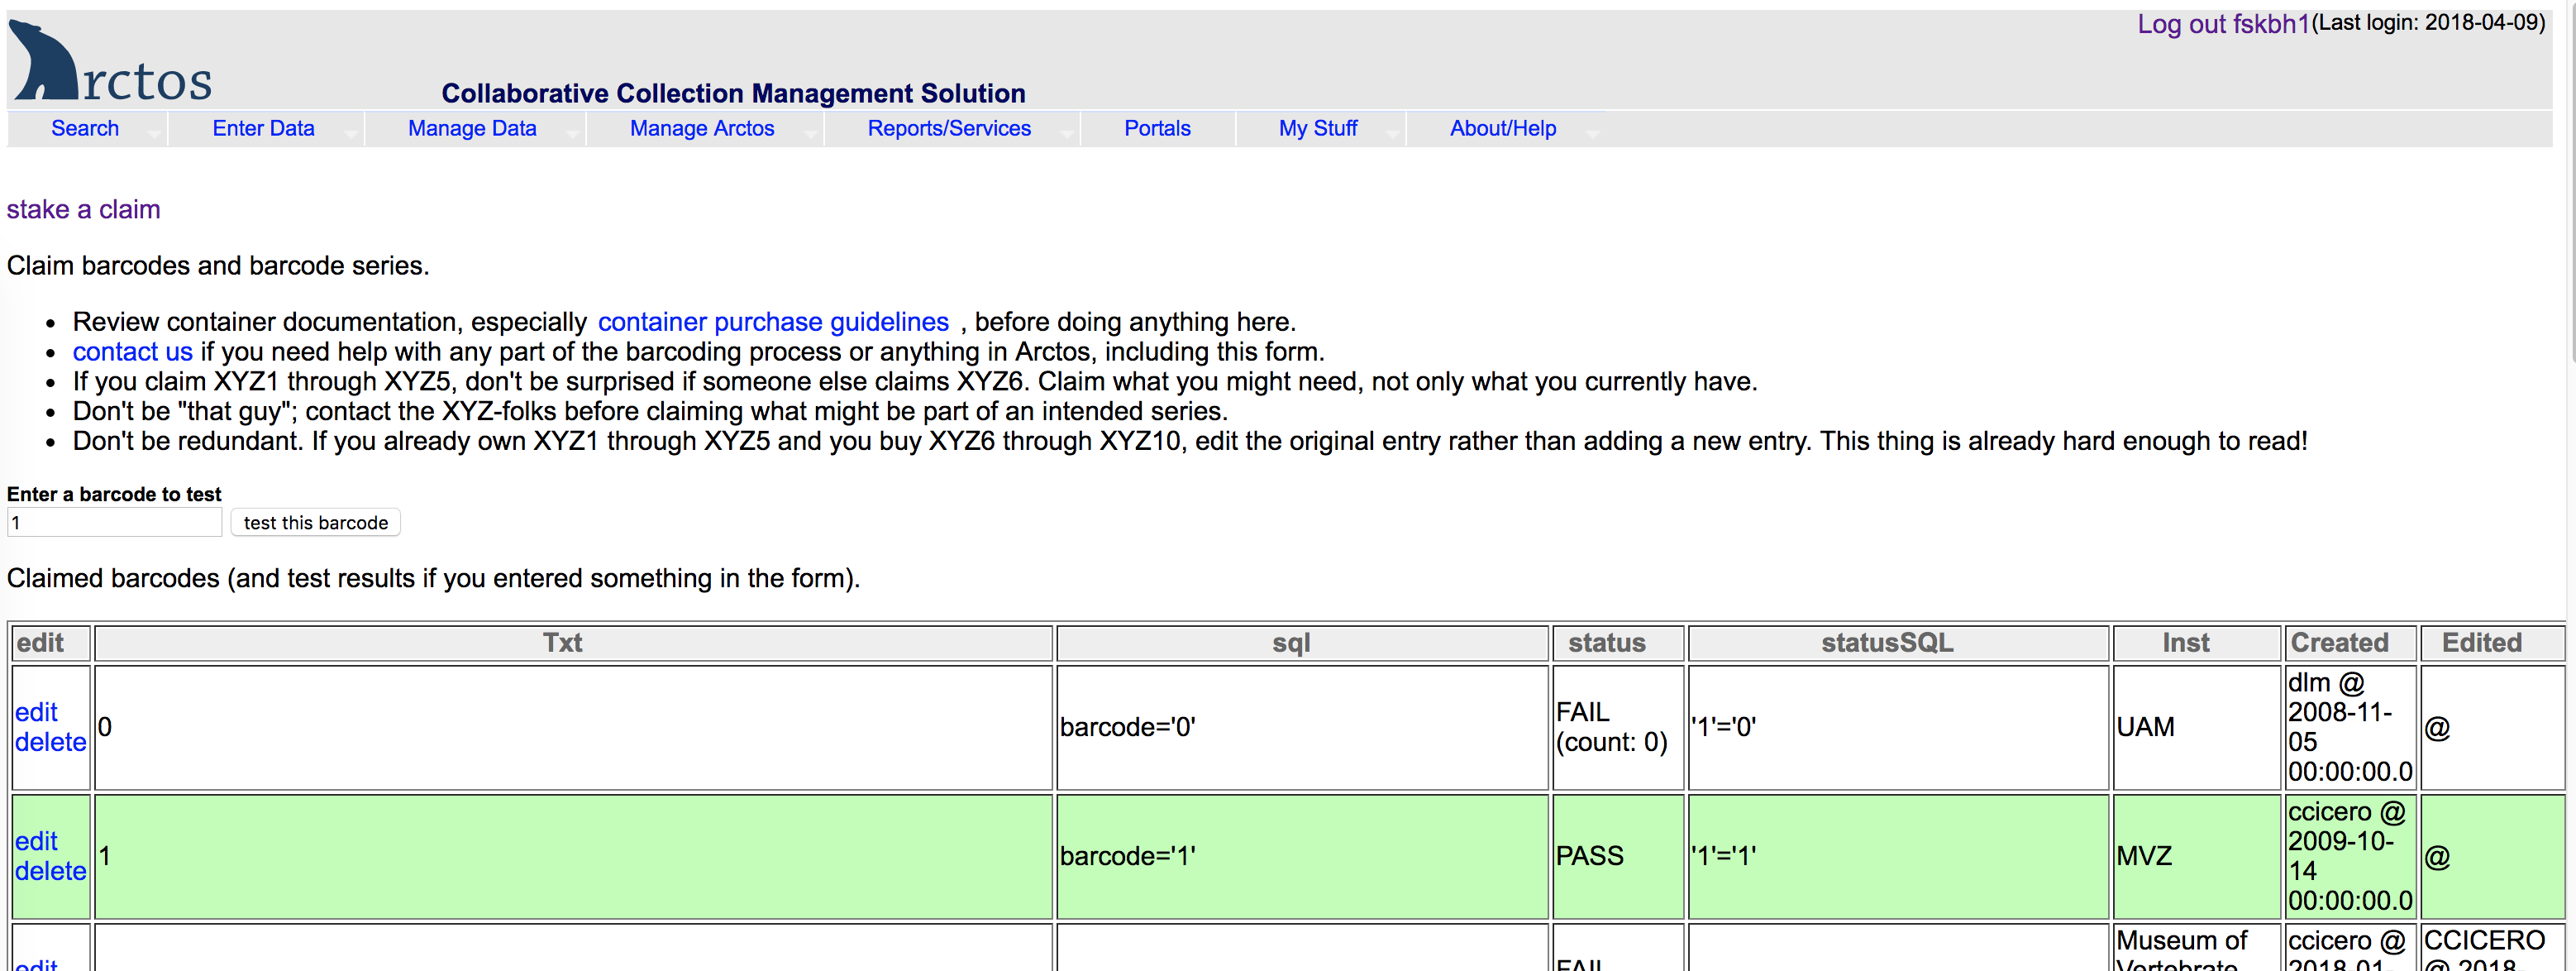 Log out fskbh1(Last login: 2018-04-09)
Arctos
Collaborative Collection Management Solution
Search Enter Data Manage Data Manage Arctos Reports/Services Portals My Stuff About/Help
stake a claim
Claim barcodes and barcode series.
• Review container documentation, especially container purchase guidelines , before doing anything here.
• contact us if you need help with any part of the barcoding process or anything in Arctos, including this form.
• If you claim XYZ1 through XYZ5, don't be surprised if someone else claims XYZ6. Claim what you might need, not only what you currently have.
• Don't be "that guy"; contact the XYZ-folks before claiming what might be part of an intended series.
• Don't be redundant. If you already own XYZ1 through XYZ5 and you buy XYZ6 through XYZ10, edit the original entry rather than adding a new entry. This thing is already hard enough to read!
Enter a barcode to test
1 test this barcode
Claimed barcodes (and test results if you entered something in the form).
edit Txt sql status statusSQL Inst Created Edited
edit
delete
0
barcode='0'
FAIL
(count: 0)
'1'='0'
UAM
dlm @
2008-11-
05
00:00:00.0
@
edit
delete
1
barcode='1'
PASS
'1'='1'
MVZ
ccicero @
2009-10-
14
00:00:00.0
@
edit
FAIL
Museum of
Vertebrate
ccicero @
2018-01-
CCICERO
@ 2018-